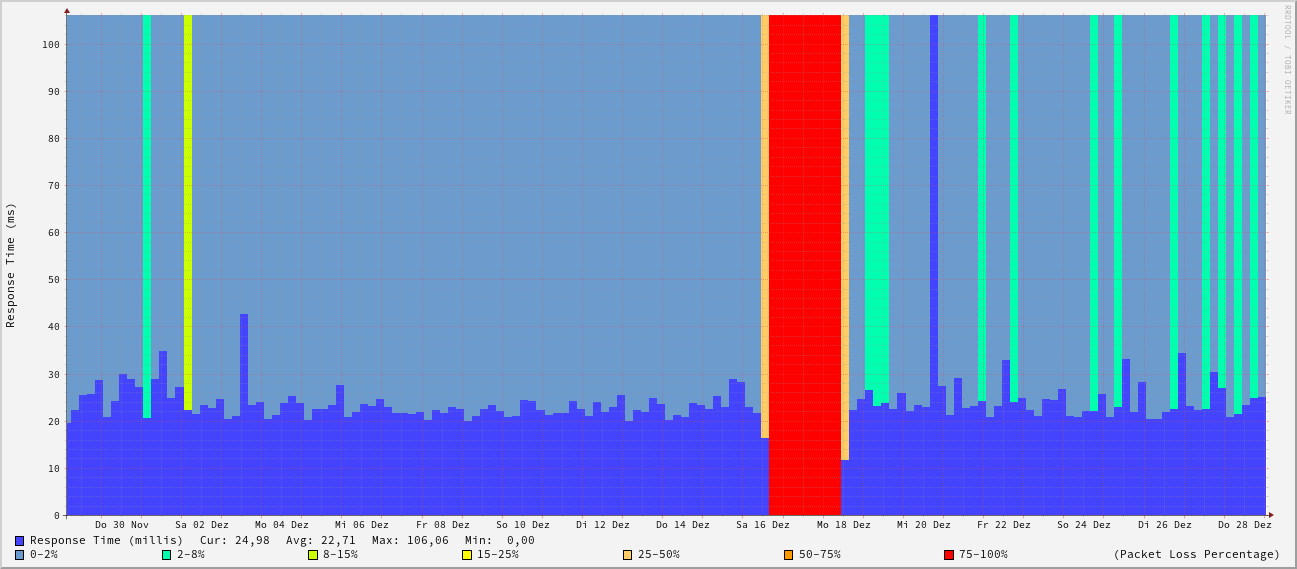 RRDTOOL / TOBI OETIKER
Response Time (ms)
100
90
80
70
60
50
40
30
20
10
0
Do 30 Nov Sa 02 Dez Mo 04 Dez Mi 06 Dez Fr 08 Dez So 10 Dez Di 12 Dez Do 14 Dez Sa 16 Dez Mo 18 Dez Mi 20 Dez Fr 22 Dez So 24 Dez Di 26 Dez Do 28 Dez
Response Time (millis) Cur: 24,98 Avg: 22,71 Max: 106,06 Min: 0,00
0-2% 2-8% 8-15% 15-25% 25-50% 50-75% 75-100% (Packet Loss Percentage)